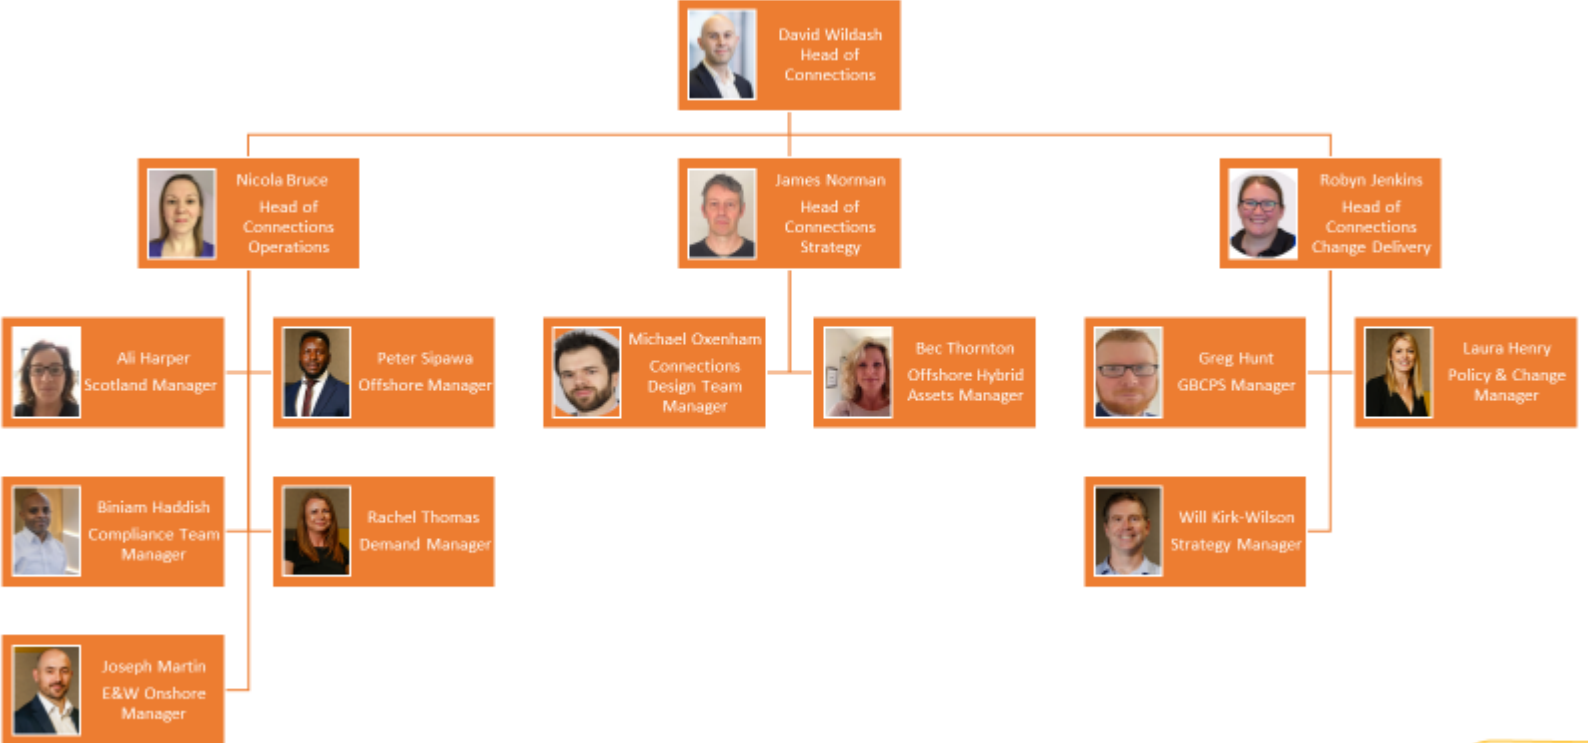 David Wildash
Head of
Connections
Nicola Bruce
Head of
Connections
Operations
James Norman
Head of
Connections
Strategy
Robyn Jenkins
Head of
Connections
Change Delivery
Ali Harper
Scotland Manager
Peter Sipawa
Offshore Manager
Michael Oxenham
Connections
Design Team
Manager
Bec Thornton
Offshore Hybrid
Assets Manager
Greg Hunt
GBCPS Manager
Laura Henry
Policy & Change
Manager
Biniam Haddish
Compliance Team
Manager
Rachel Thomas
Demand Manager
Will Kirk-Wilson
Strategy Manager
Joseph Martin
E&W Onshore
Manager